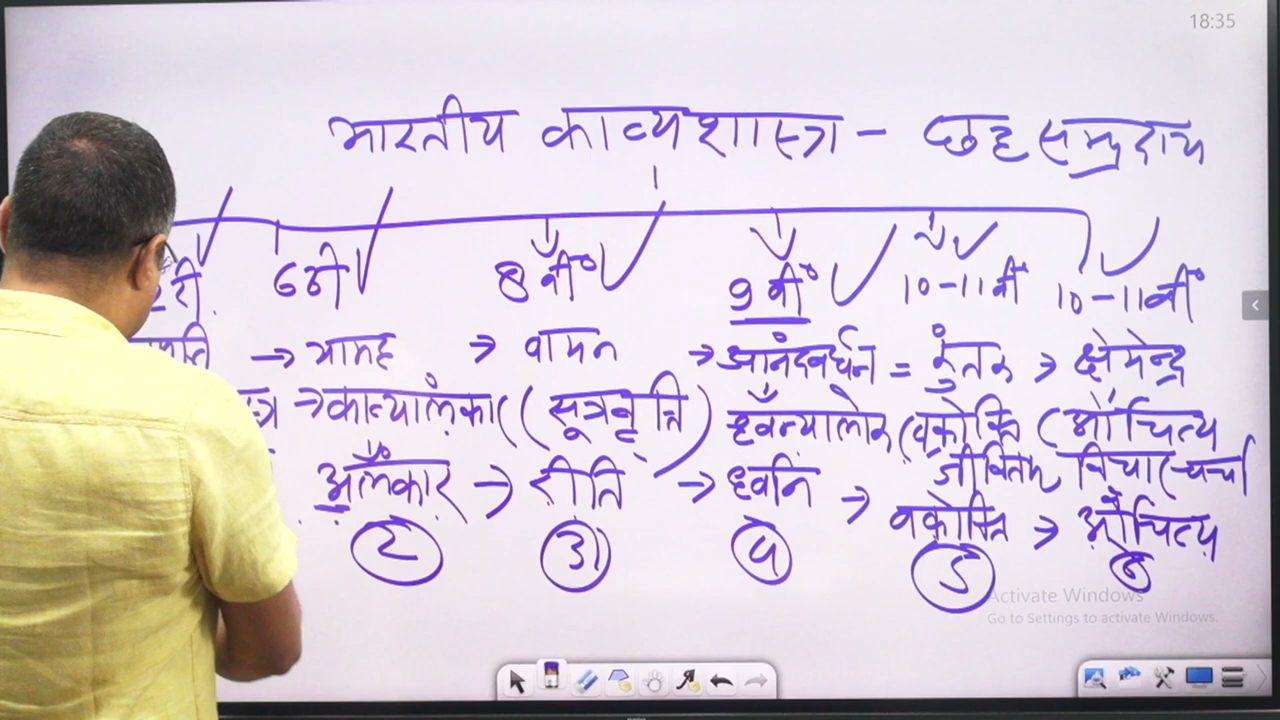 18:35
भारतीय काव्यशास्त्र – छह सम्प्रदाय
2री. 6ठी 8वीं 9वीं 10-11वीं 10-11वीं
→ भामह → वामन → आनंदवर्धन = कुंतक → क्षेमेन्द्र
त्र → काव्यालंकार (सूत्रवृत्ति) ध्वन्यालोक (वक्रोक्ति (औचित्य
जीवितम् विचार चर्चा
अलंकार → रीति → ध्वनि → वक्रोक्ति → औचित्य
2 3 4 5 6
Activate Windows
Go to Settings to activate Windows.